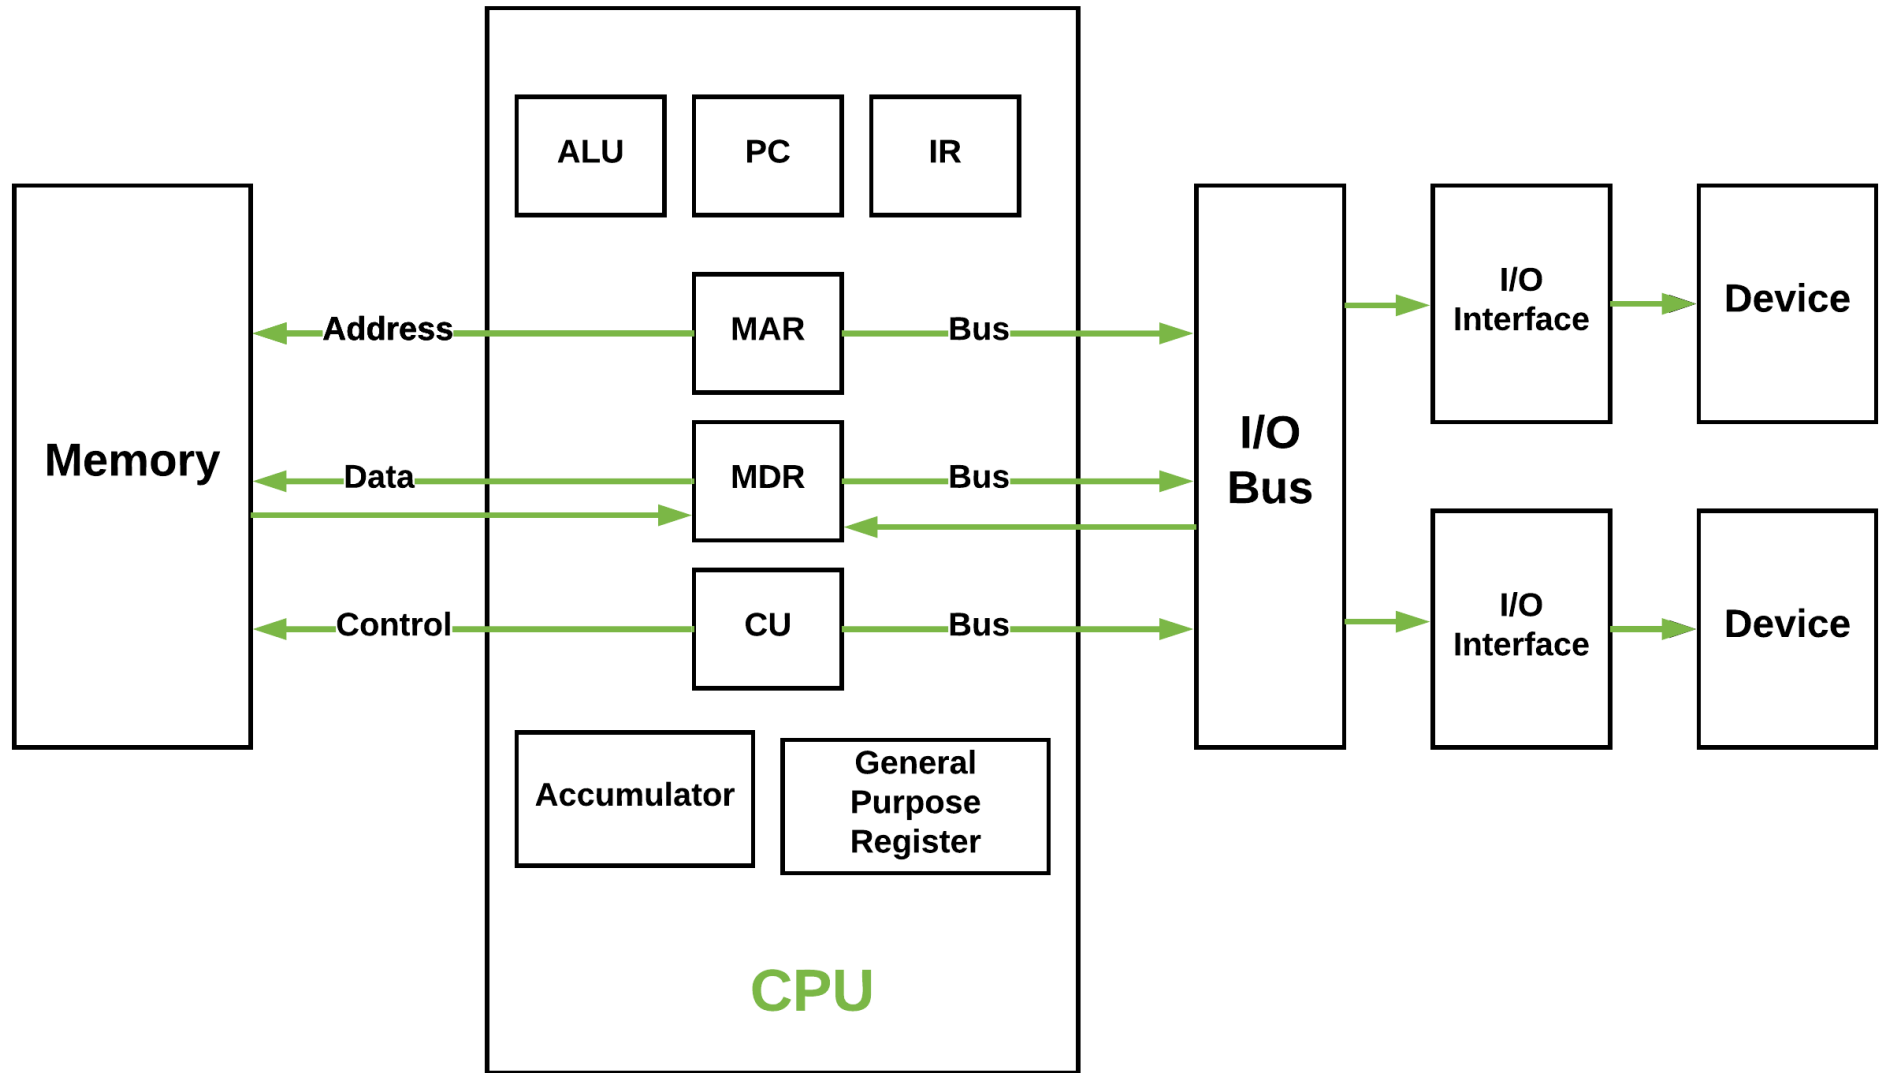 ALU
PC
IR
Memory
Address
MAR
Bus
Data
MDR
Bus
Control
CU
Bus
I/O
Bus
I/O
Interface
Device
I/O
Interface
Device
Accumulator
General
Purpose
Register
CPU